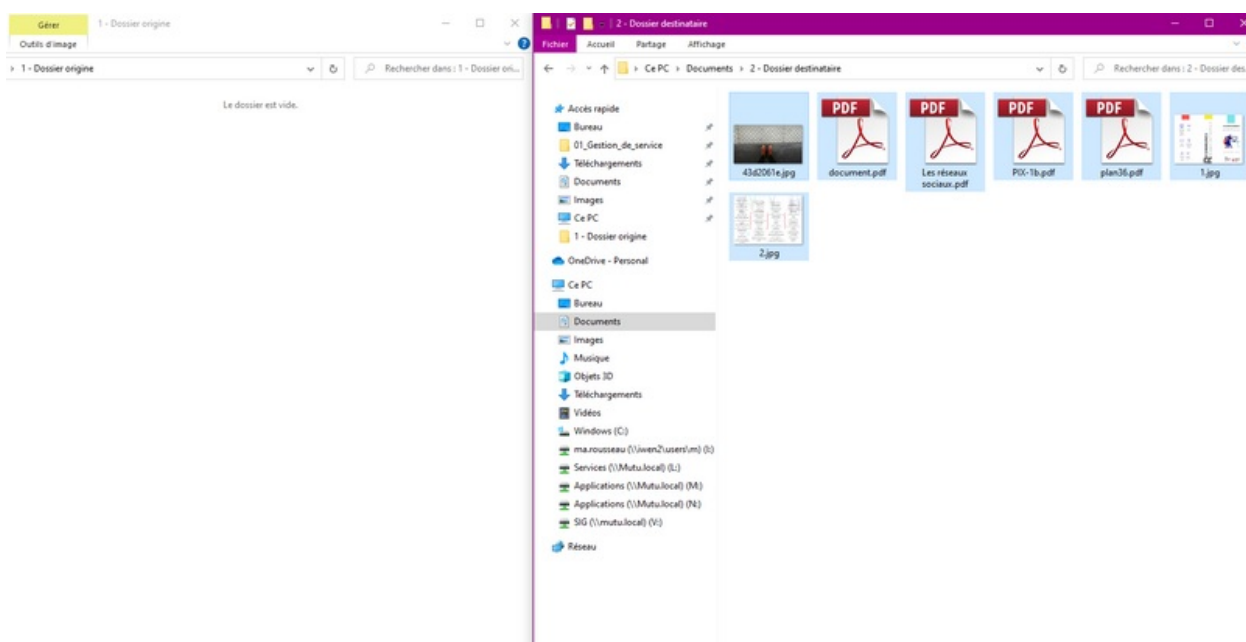 Gérer
1 - Dossier origine
Outils d'image
1 - Dossier origine
Rechercher dans : 1 - Dossier ori...
Le dossier est vide.
2 - Dossier destinataire
Fichier Accueil Partage Affichage
Ce PC Documents 2 - Dossier destinataire
Rechercher dans : 2 - Dossier des
Accès rapide
Bureau
01_Gestion_de_service
Téléchargements
Documents
Images
Ce PC
1 - Dossier origine
OneDrive - Personal
Ce PC
Bureau
Documents
Images
Musique
Objets 3D
Téléchargements
Vidéos
Windows (C:)
ma.rousseau (\\iwen2\users\m) (I:)
Services (\\Mutu.local) (L:)
Applications (\\Mutu.local) (M:)
Applications (\\Mutu.local) (N:)
SIG (\\mutu.local) (V:)
Réseau
PDF PDF PDF PDF
43d2061e.jpg document.pdf Les réseaux sociaux.pdf PIX-1b.pdf plan36.pdf 1.jpg
2.jpg